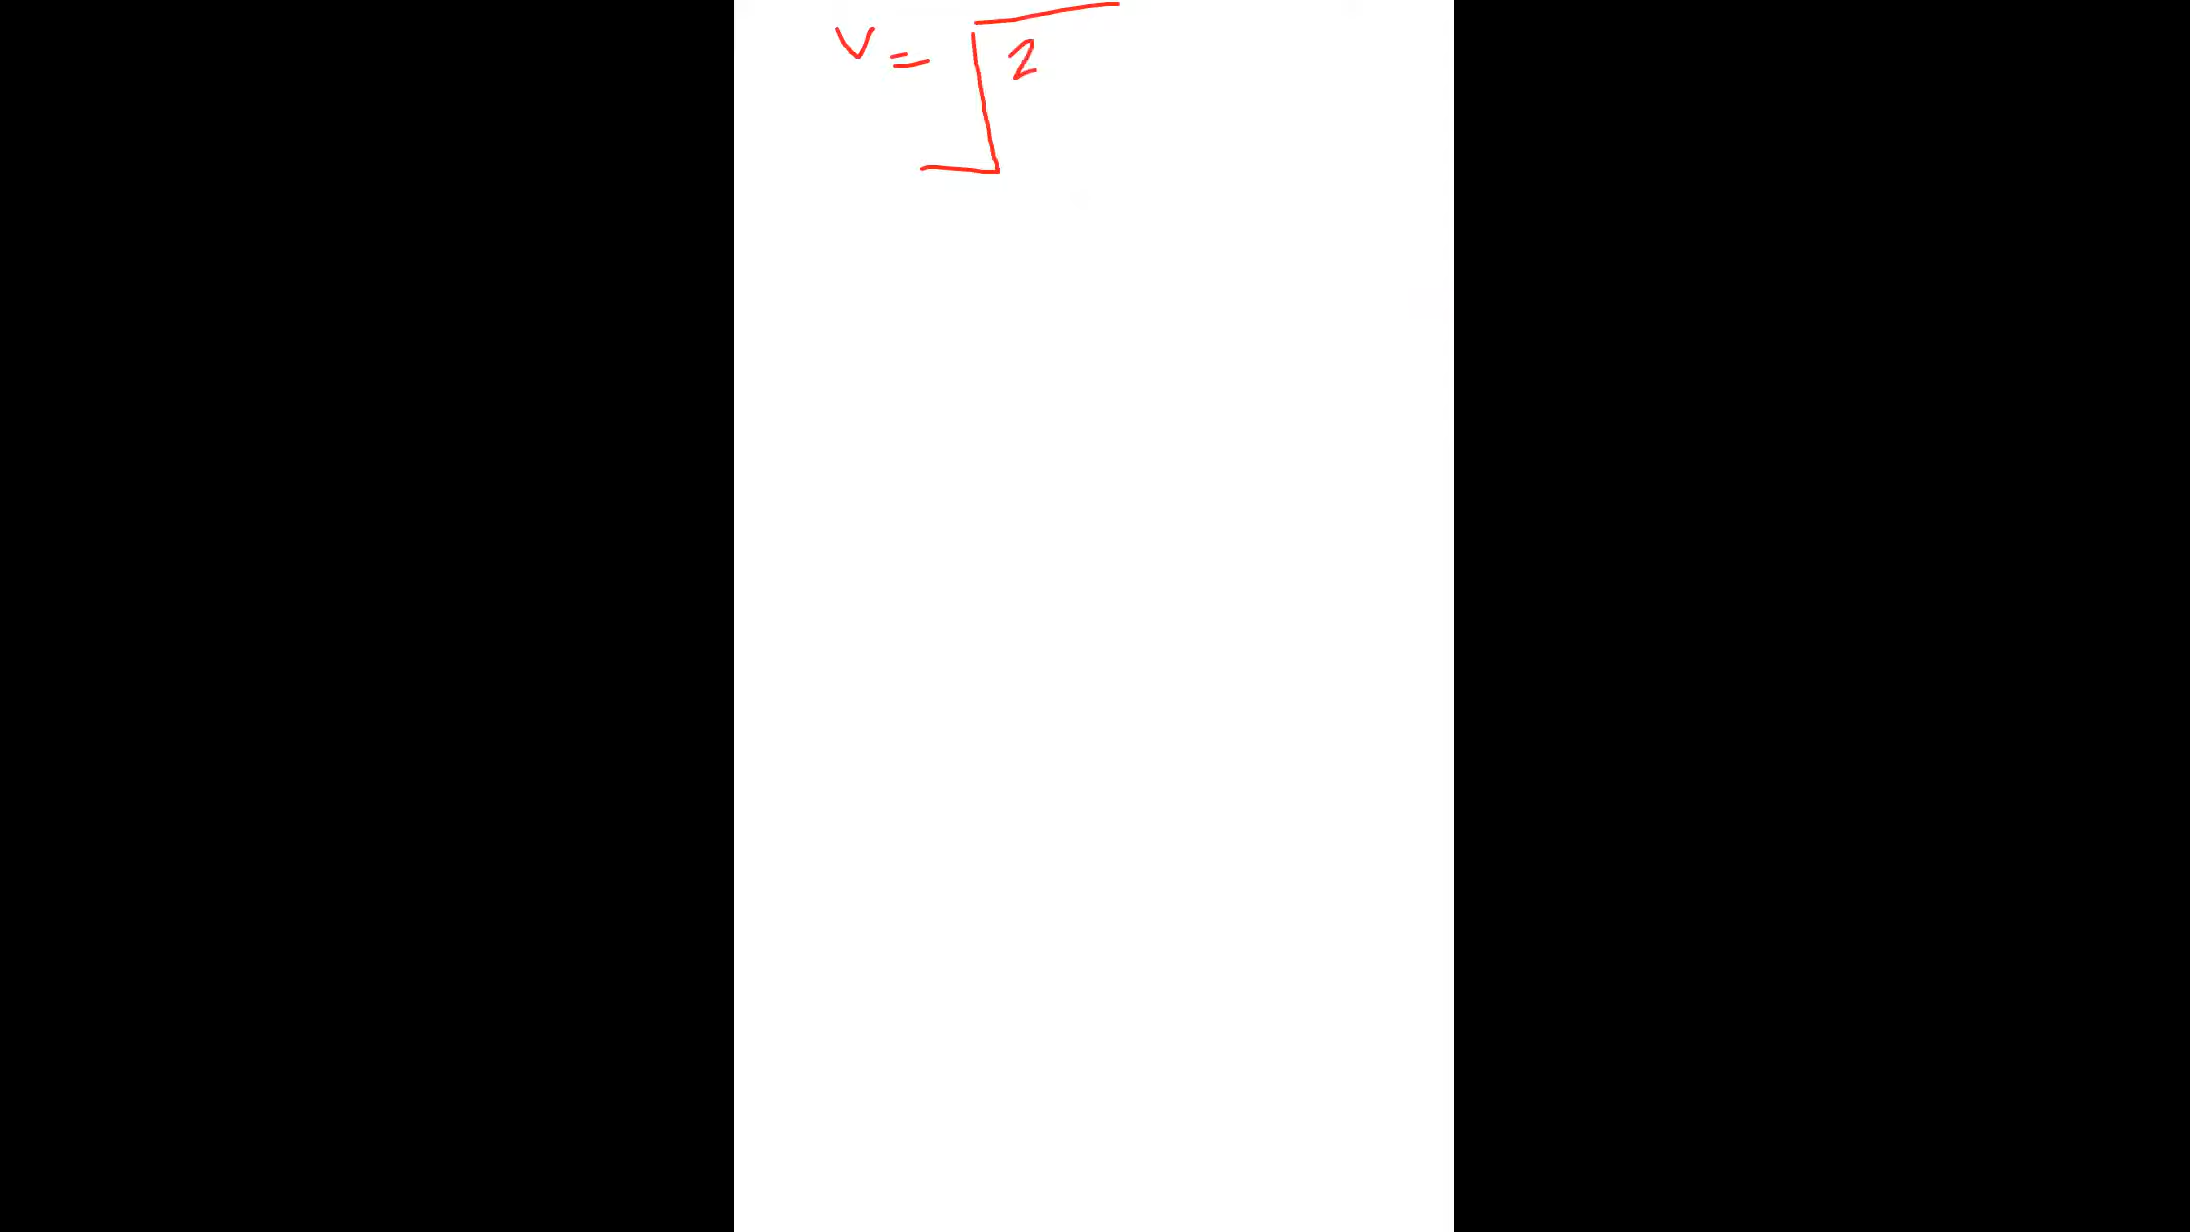 v = √2